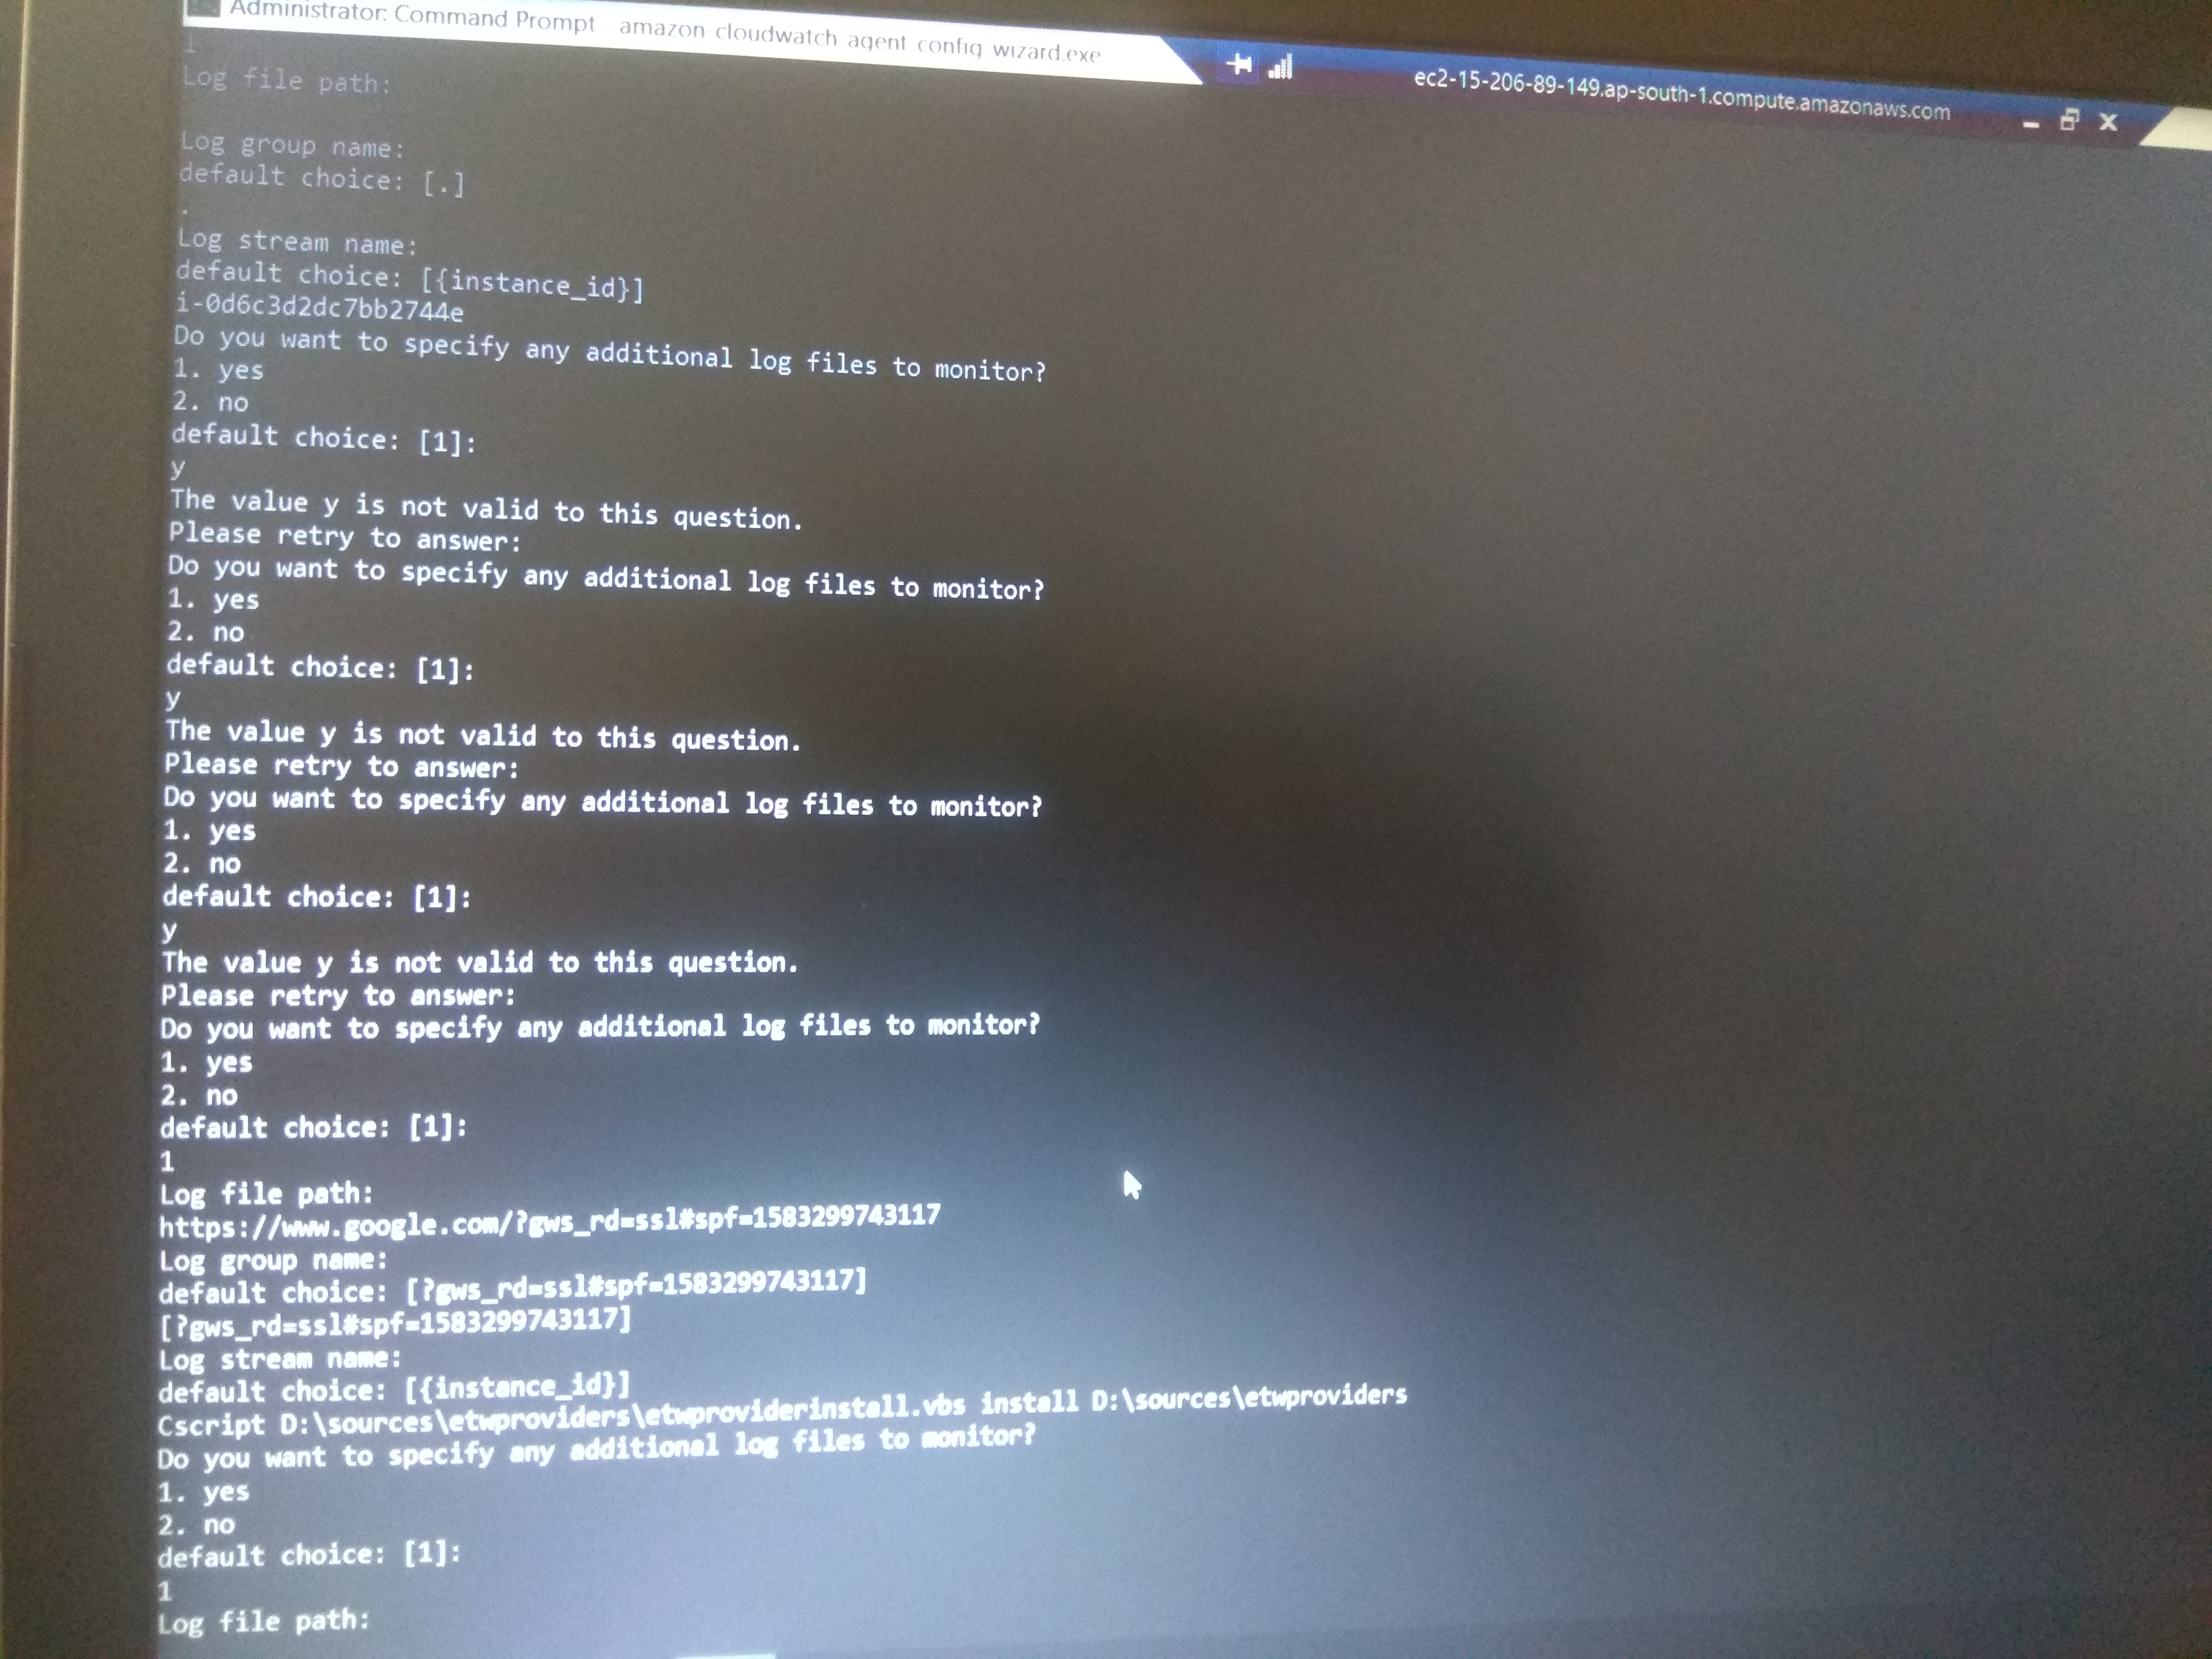 Administrator: Command Prompt - amazon-cloudwatch-agent-config-wizard.exe
ec2-15-206-89-149.ap-south-1.compute.amazonaws.com
1
Log file path:
Log group name:
default choice: [.]
.
Log stream name:
default choice: [{instance_id}]
i-0d6c3d2dc7bb2744e
Do you want to specify any additional log files to monitor?
1. yes
2. no
default choice: [1]:
y
The value y is not valid to this question.
Please retry to answer:
Do you want to specify any additional log files to monitor?
1. yes
2. no
default choice: [1]:
y
The value y is not valid to this question.
Please retry to answer:
Do you want to specify any additional log files to monitor?
1. yes
2. no
default choice: [1]:
y
The value y is not valid to this question.
Please retry to answer:
Do you want to specify any additional log files to monitor?
1. yes
2. no
default choice: [1]:
1
Log file path:
https://www.google.com/?gws_rd=ssl#spf=1583299743117
Log group name:
default choice: [?gws_rd=ssl#spf=1583299743117]
[?gws_rd=ssl#spf=1583299743117]
Log stream name:
default choice: [{instance_id}]
Cscript D:\sources\etwproviders\etwproviderinstall.vbs install D:\sources\etwproviders
Do you want to specify any additional log files to monitor?
1. yes
2. no
default choice: [1]:
1
Log file path: